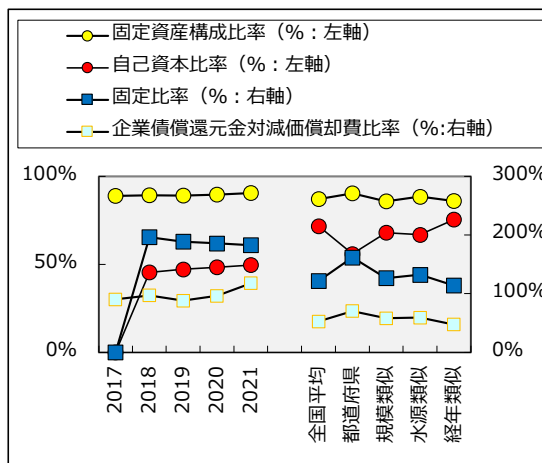 固定資産構成比率（％：左軸）
自己資本比率（％：左軸）
固定比率（％：右軸）
企業債償還元金対減価償却費比率（％:右軸）
100%
300%
200%
50%
100%
0%
0%
2017
2018
2019
2020
2021
全国平均
都道府県
規模類似
水源類似
経年類似